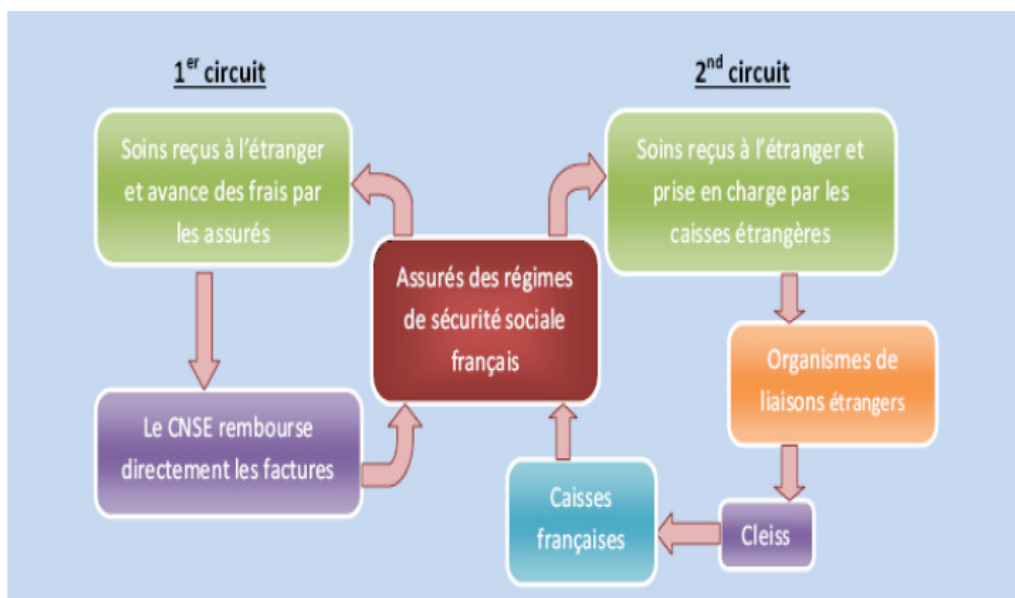 1er circuit
Soins reçus à l'étranger
et avance des frais par
les assurés
Le CNSE rembourse
directement les factures
Assurés des régimes
de sécurité sociale
français
2nd circuit
Soins reçus à l'étranger et
prise en charge par les
caisses étrangères
Organismes de
liaisons étrangers
Cleiss
Caisses
françaises